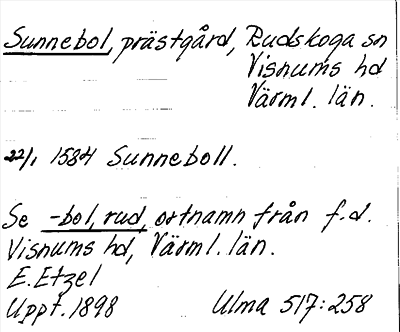 Sunnebol, prästgård, Rudskoga sn
Visnums hd
Värml. län.
22/1 1584 Sunneboll.
Se -bol, rud, ortnamn från f.d.
Visnums hd, Värml. län.
E. Etzel
Uppt. 1898 Ulma 517:258